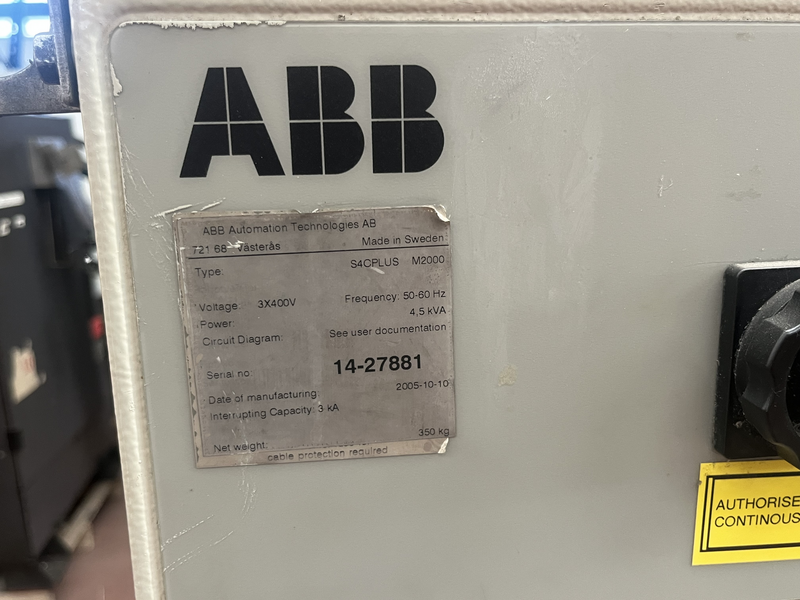 ABB
ABB Automation Technologies AB
721 68 Västerås Made in Sweden
Type: S4CPLUS M2000
Voltage: 3X400V Frequency: 50-60 Hz
Power: 4,5 kVA
Circuit Diagram: See user documentation
Serial no: 14-27881
Date of manufacturing: 2005-10-10
Interrupting Capacity: 3 kA
Net weight: 350 kg
cable protection required
AUTHORISE
CONTINOUS